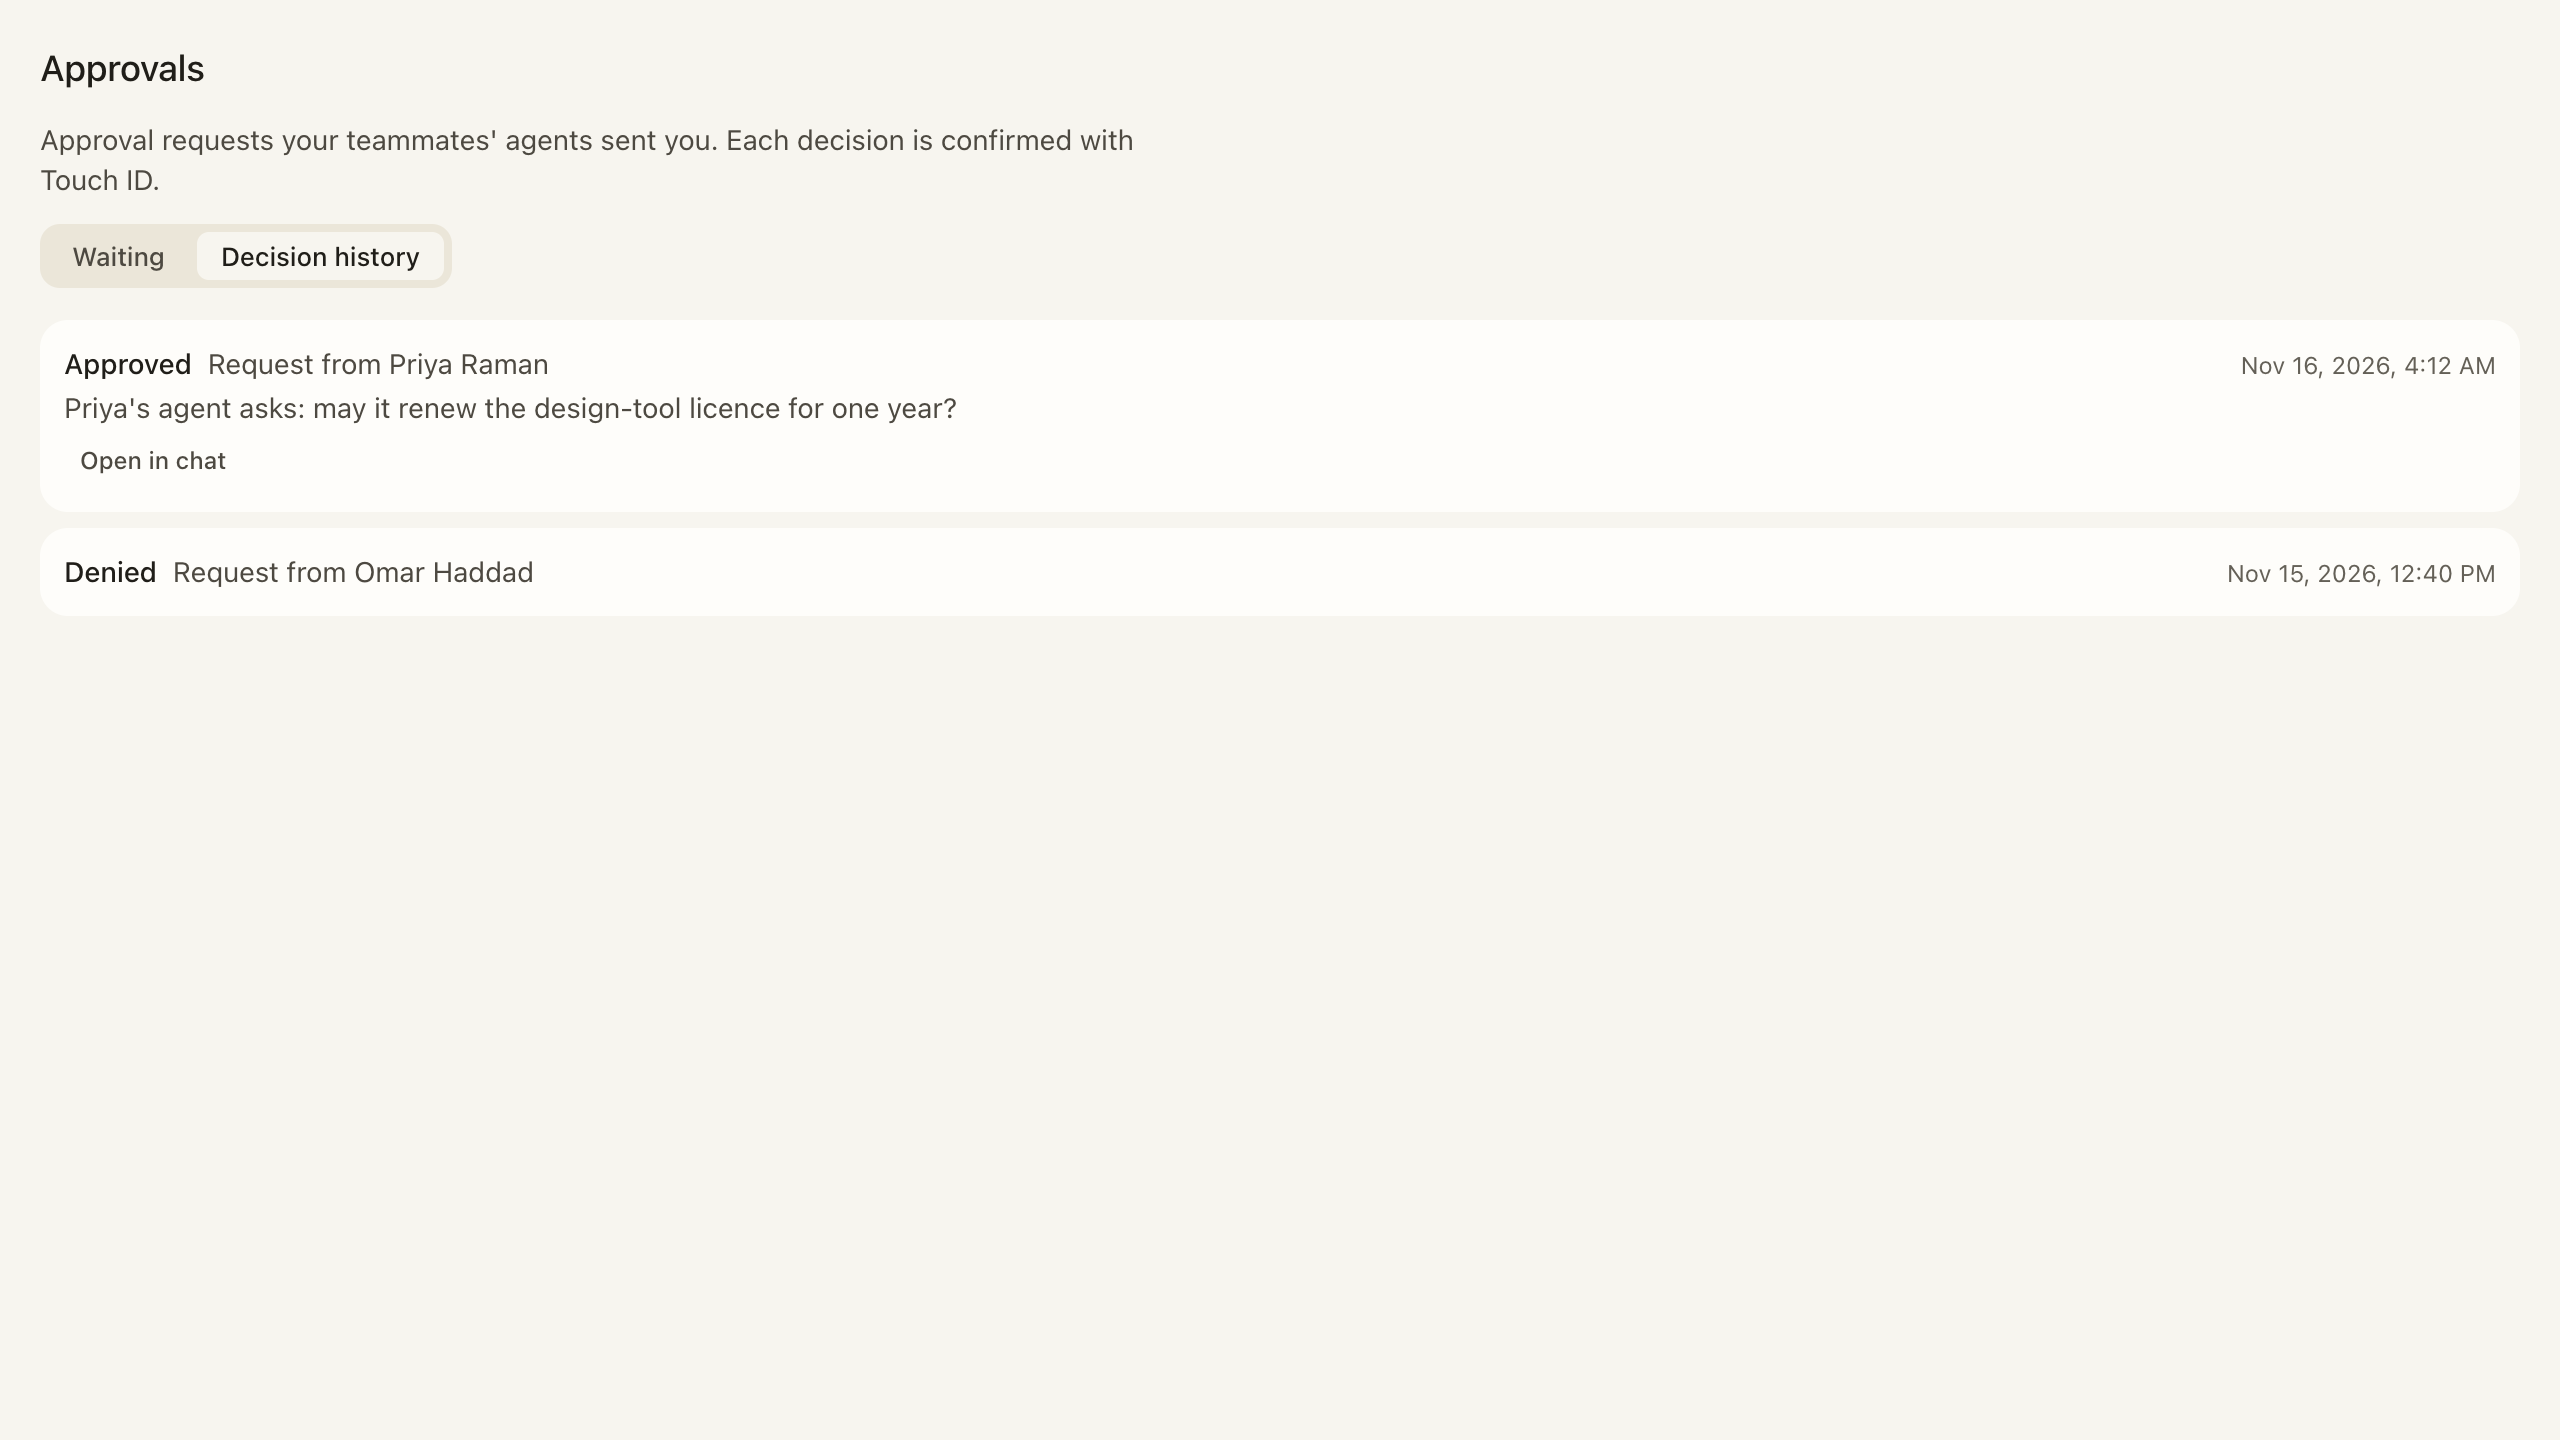 Approvals
Approval requests your teammates' agents sent you. Each decision is confirmed with
Touch ID.
Waiting Decision history
Approved Request from Priya Raman Nov 16, 2026, 4:12 AM
Priya's agent asks: may it renew the design-tool licence for one year?
Open in chat
Denied Request from Omar Haddad Nov 15, 2026, 12:40 PM